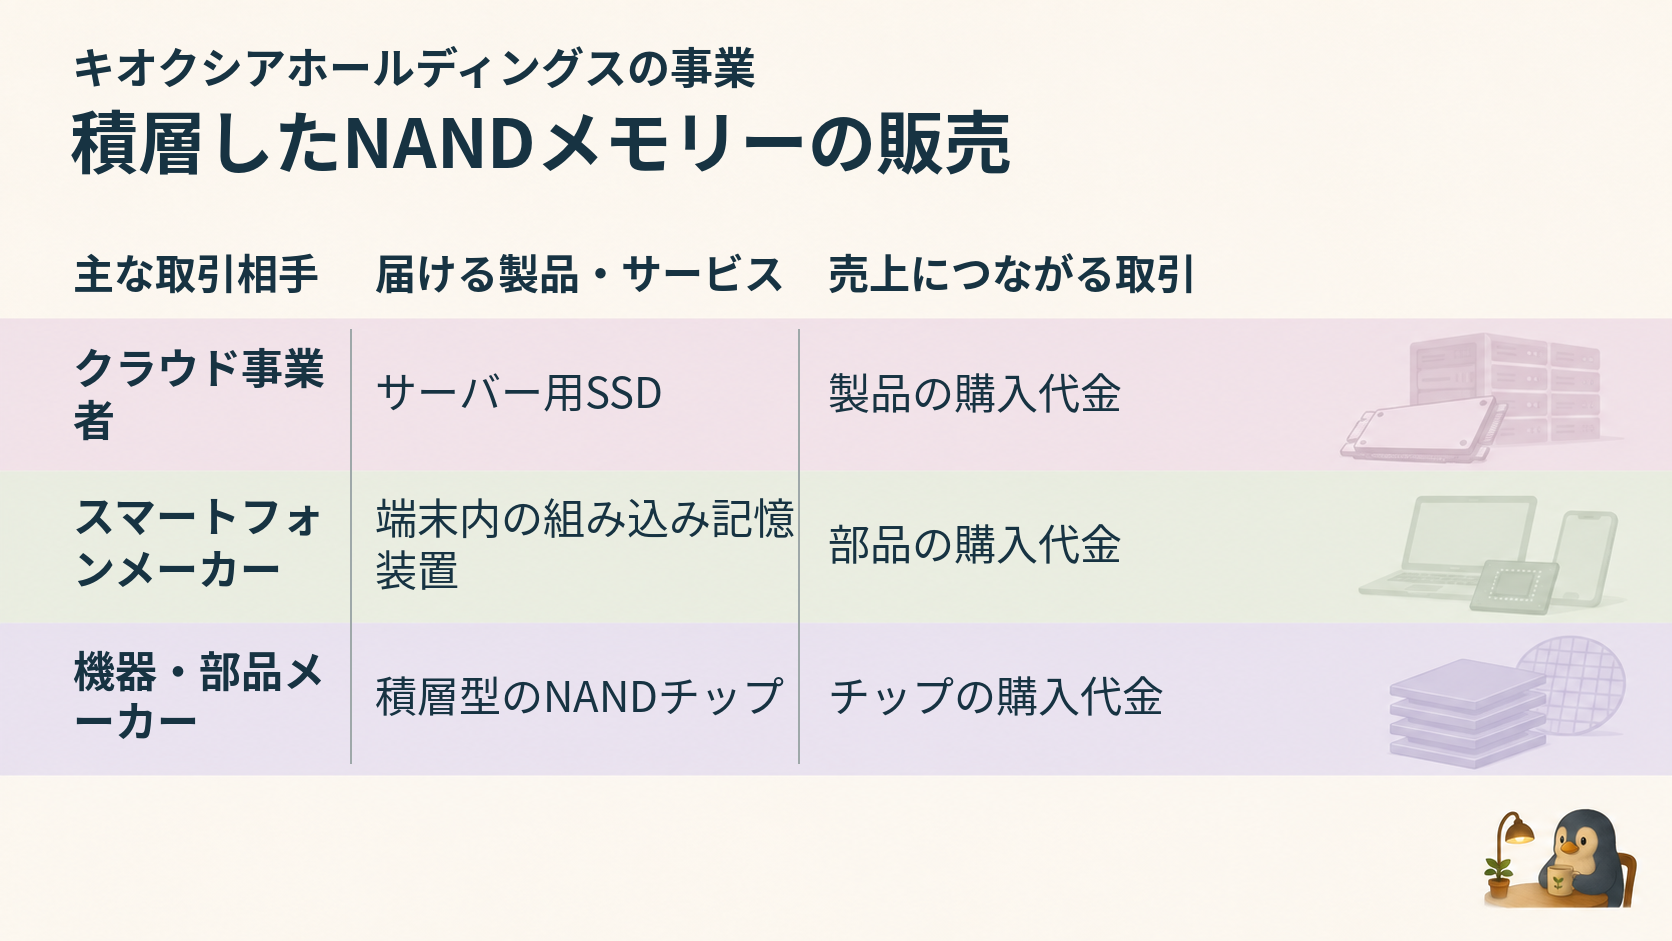 キオクシアホールディングスの事業
積層したNANDメモリーの販売
主な取引相手
届ける製品・サービス
売上につながる取引
クラウド事業
者
サーバー用SSD
製品の購入代金
スマートフォ
ンメーカー
端末内の組み込み記憶
装置
部品の購入代金
機器・部品メ
ーカー
積層型のNANDチップ
チップの購入代金